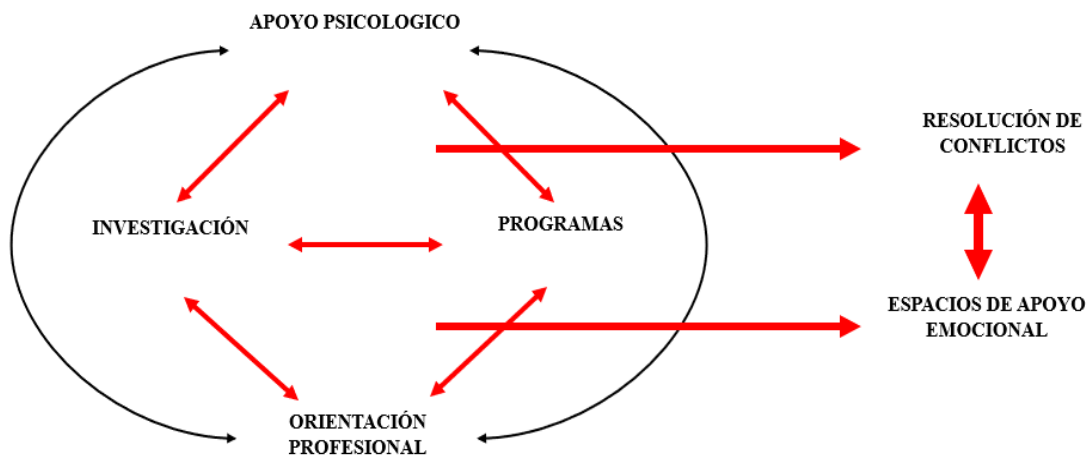 APOYO PSICOLOGICO
RESOLUCIÓN DE
CONFLICTOS
INVESTIGACIÓN
PROGRAMAS
ESPACIOS DE APOYO
EMOCIONAL
ORIENTACIÓN
PROFESIONAL